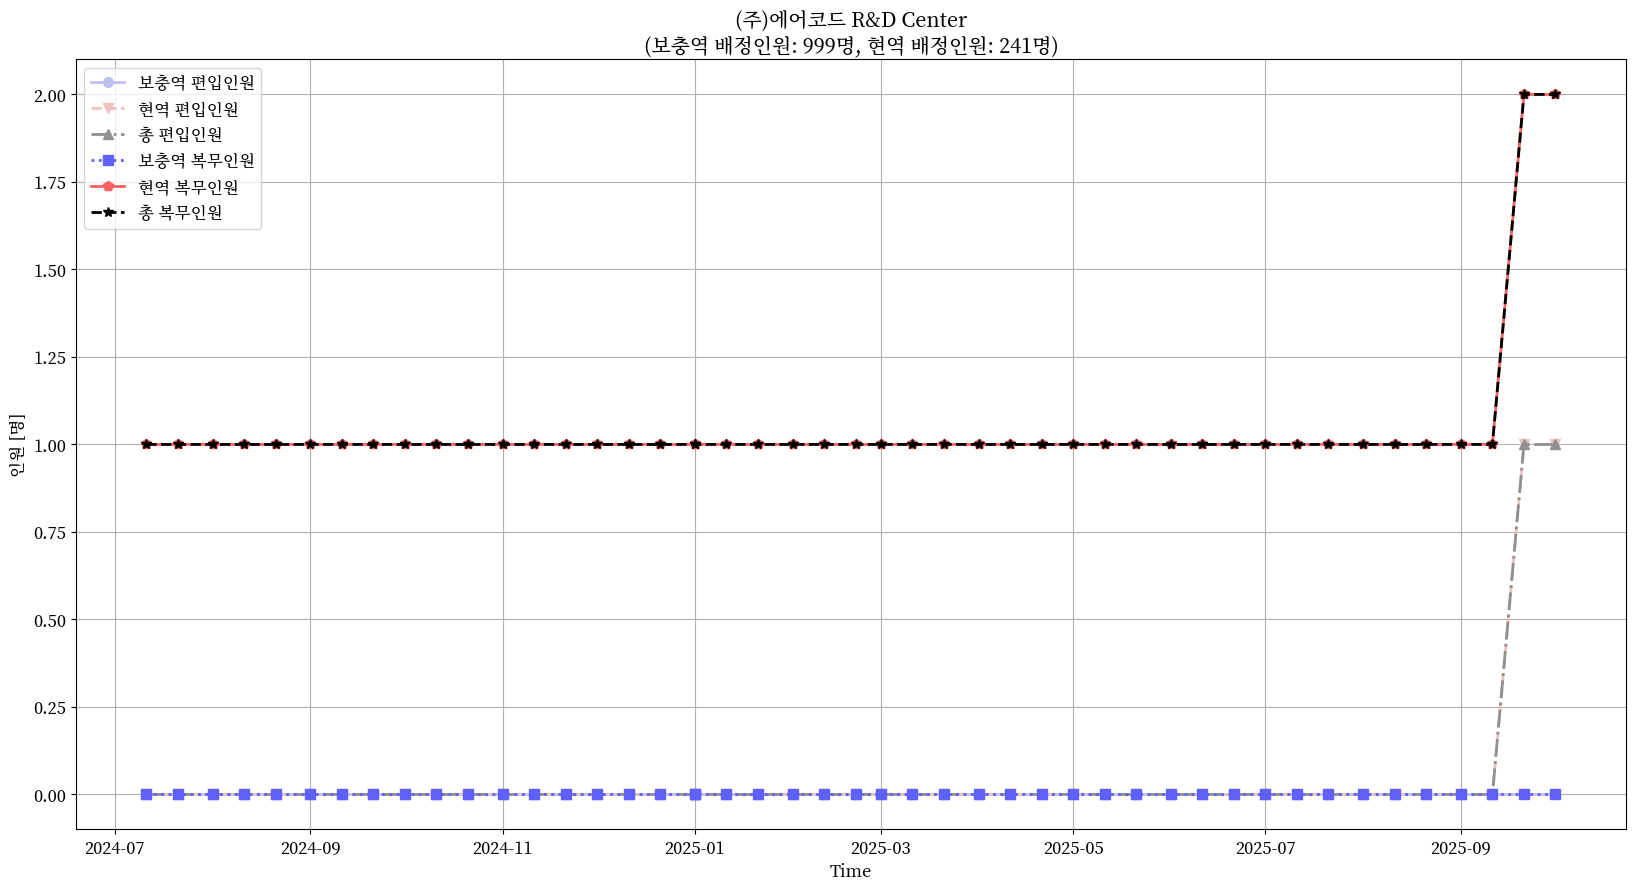 (주)에어코드 R&D Center
(보충역 배정인원: 999명, 현역 배정인원: 241명)
보충역 편입인원
현역 편입인원
총 편입인원
보충역 복무인원
현역 복무인원
총 복무인원
2.00
1.75
1.50
1.25
1.00
0.75
0.50
0.25
0.00
인원 [명]
2024-07 2024-09 2024-11 2025-01 2025-03 2025-05 2025-07 2025-09
Time